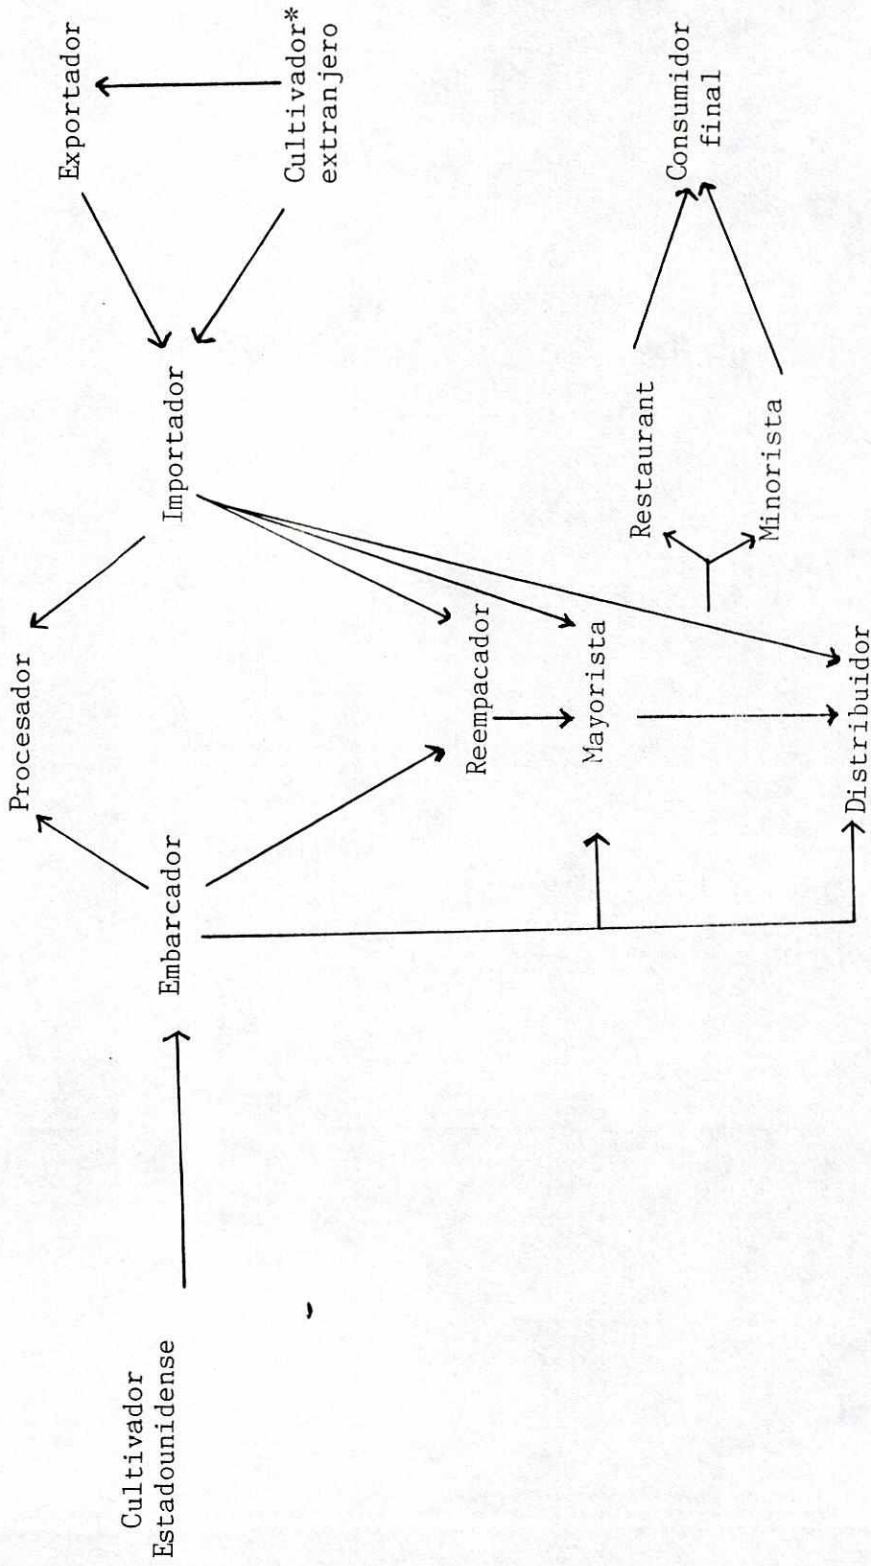 Procesador
Exportador
Cultivador
Estadounidense
Embarcador
Importador
Cultivador*
extranjero
Reempacador
Mayorista
Restaurant
Consumidor
final
Minorista
Distribuidor